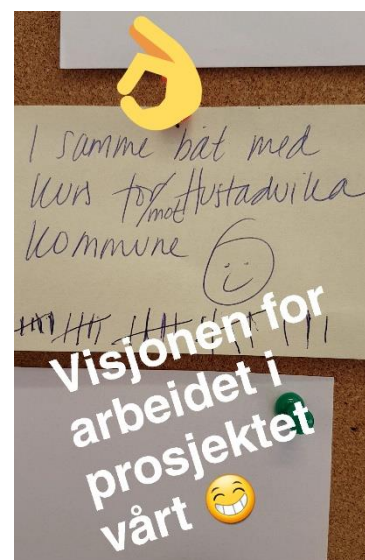 I samme båt med
kurs for/mot Hustadvika
kommune
Visjonen for
arbeidet i
prosjektet
vårt